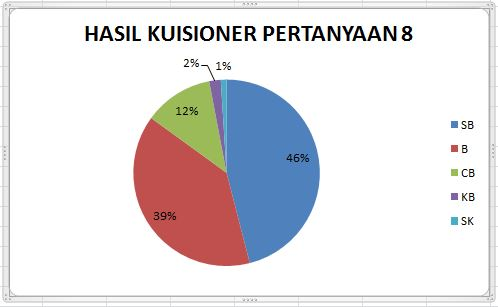 HASIL KUISIONER PERTANYAAN 8
2%
1%
12%
46%
39%
SB
B
CB
KB
SK